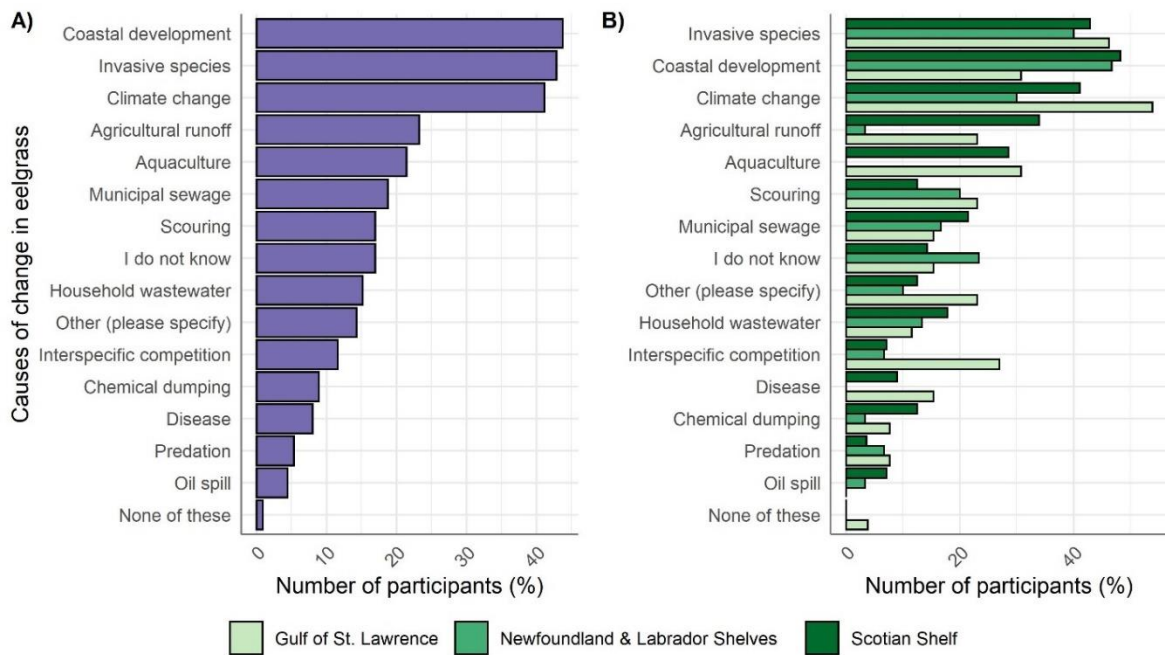 A)
Causes of change in eelgrass
Coastal development
Invasive species
Climate change
Agricultural runoff
Aquaculture
Municipal sewage
Scouring
I do not know
Household wastewater
Other (please specify)
Interspecific competition
Chemical dumping
Disease
Predation
Oil spill
None of these
0 10 20 30 40
Number of participants (%)
B)
Invasive species
Coastal development
Climate change
Agricultural runoff
Aquaculture
Scouring
Municipal sewage
I do not know
Other (please specify)
Household wastewater
Interspecific competition
Disease
Chemical dumping
Predation
Oil spill
None of these
0 20 40
Number of participants (%)
Gulf of St. Lawrence Newfoundland & Labrador Shelves Scotian Shelf